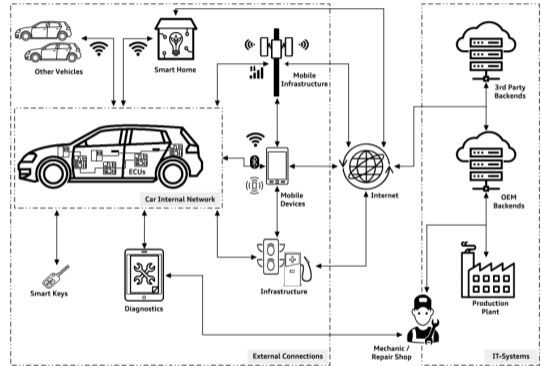 Other Vehicles
Smart Home
Mobile
Infrastructure
3rd Party
Backends
ECUs
Car Internal Network
Mobile
Devices
Internet
OEM
Backends
Smart Keys
Diagnostics
Infrastructure
Production
Plant
Mechanic /
Repair Shop
External Connections
IT-Systems